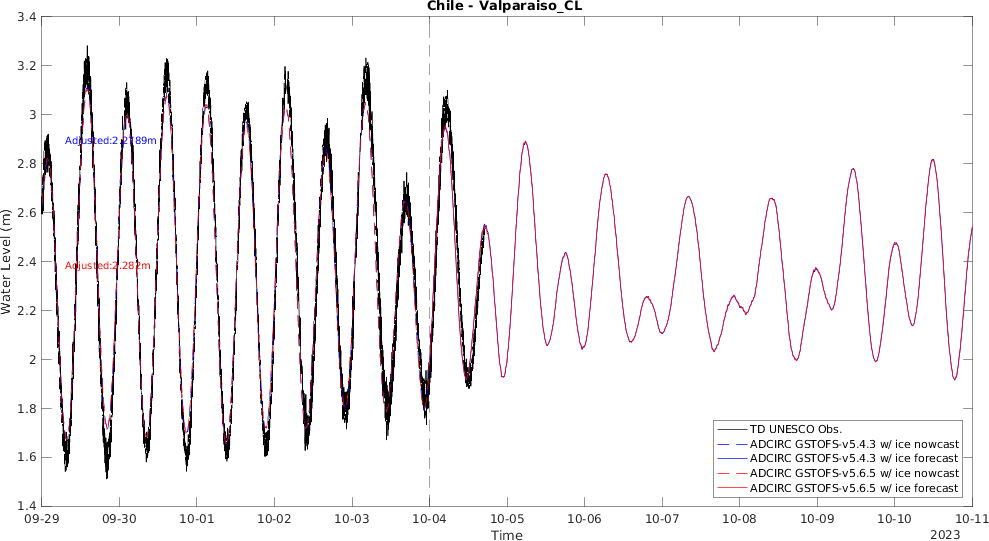 Chile - Valparaiso_CL
3.4
3.2
3
2.8
2.6
2.4
2.2
2
1.8
1.6
1.4
Water Level (m)
Adjusted:2.2789m
Adjusted:2.282m
TD UNESCO Obs.
ADCIRC GSTOFS-v5.4.3 w/ ice nowcast
ADCIRC GSTOFS-v5.4.3 w/ ice forecast
ADCIRC GSTOFS-v5.6.5 w/ ice nowcast
ADCIRC GSTOFS-v5.6.5 w/ ice forecast
09-29 09-30 10-01 10-02 10-03 10-04 10-05 10-06 10-07 10-08 10-09 10-10 10-11
Time
2023